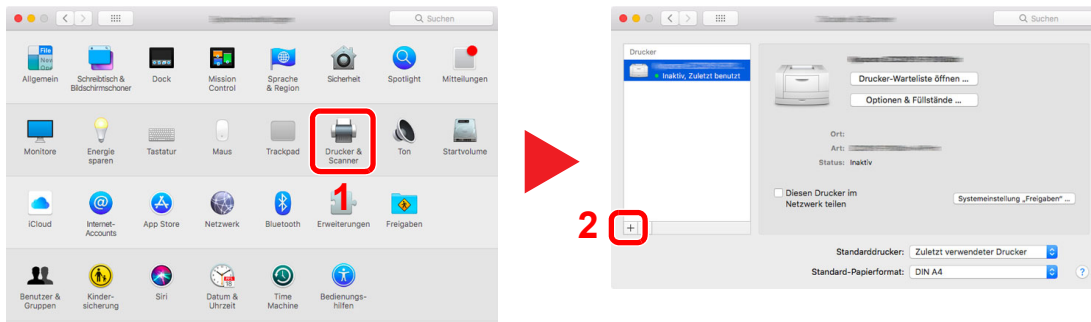 Suchen
File
New
Allgemein
Schreibtisch &
Bildschirmschoner
Dock
Mission
Control
Sprache
& Region
Sicherheit
Spotlight
Mitteilungen
Monitore
Energie
sparen
Tastatur
Maus
Trackpad
Drucker &
Scanner
Ton
Startvolume
1
iCloud
Internet-
Accounts
App Store
Netzwerk
Bluetooth
Erweiterungen
Freigaben
Benutzer &
Gruppen
Kinder-
sicherung
Siri
18
Datum &
Uhrzeit
Time
Machine
Bedienungs-
hilfen
Suchen
Drucker
Inaktiv, Zuletzt benutzt
Drucker-Warteliste öffnen ...
Optionen & Füllstände ...
Ort:
Art:
Status: Inaktiv
Diesen Drucker im
Netzwerk teilen
Systemeinstellung „Freigaben“ ...
2
+
Standarddrucker: Zuletzt verwendeter Drucker
Standard-Papierformat: DIN A4
?